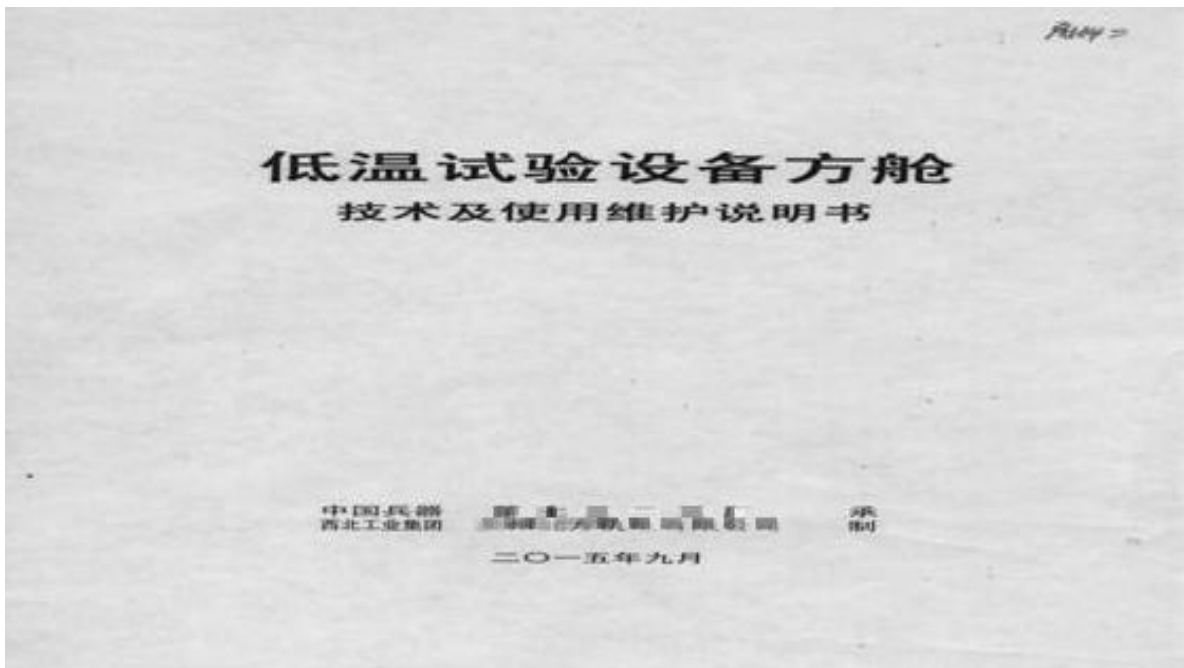 低温试验设备方舱
技术及使用维护说明书
中国兵器 承
西北工业集团 制
二〇一五年九月